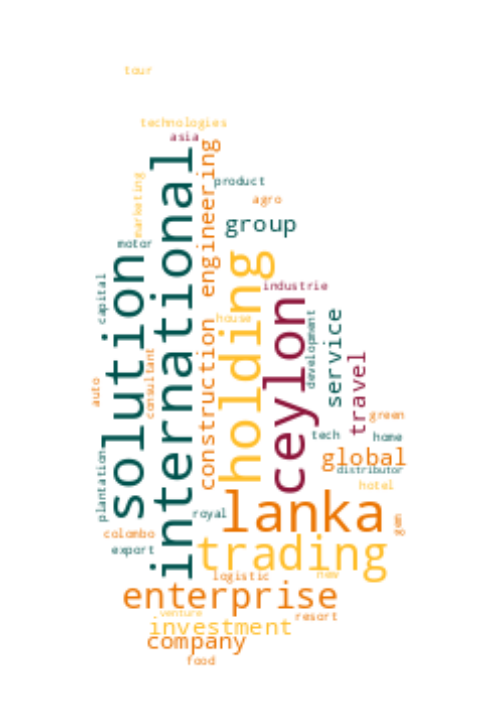 tour
technologies
asia
engineering
international
marketing
product
agro
group
motor
solution
holding
capital
industrie
ceylon
development
service
house
construction
consultant
travel
auto
green
tech
home
global
distributor
plantation
hotel
lanka
royal
colombo
trading
export
logistic
new
enterprise
venture
resort
investment
company
food